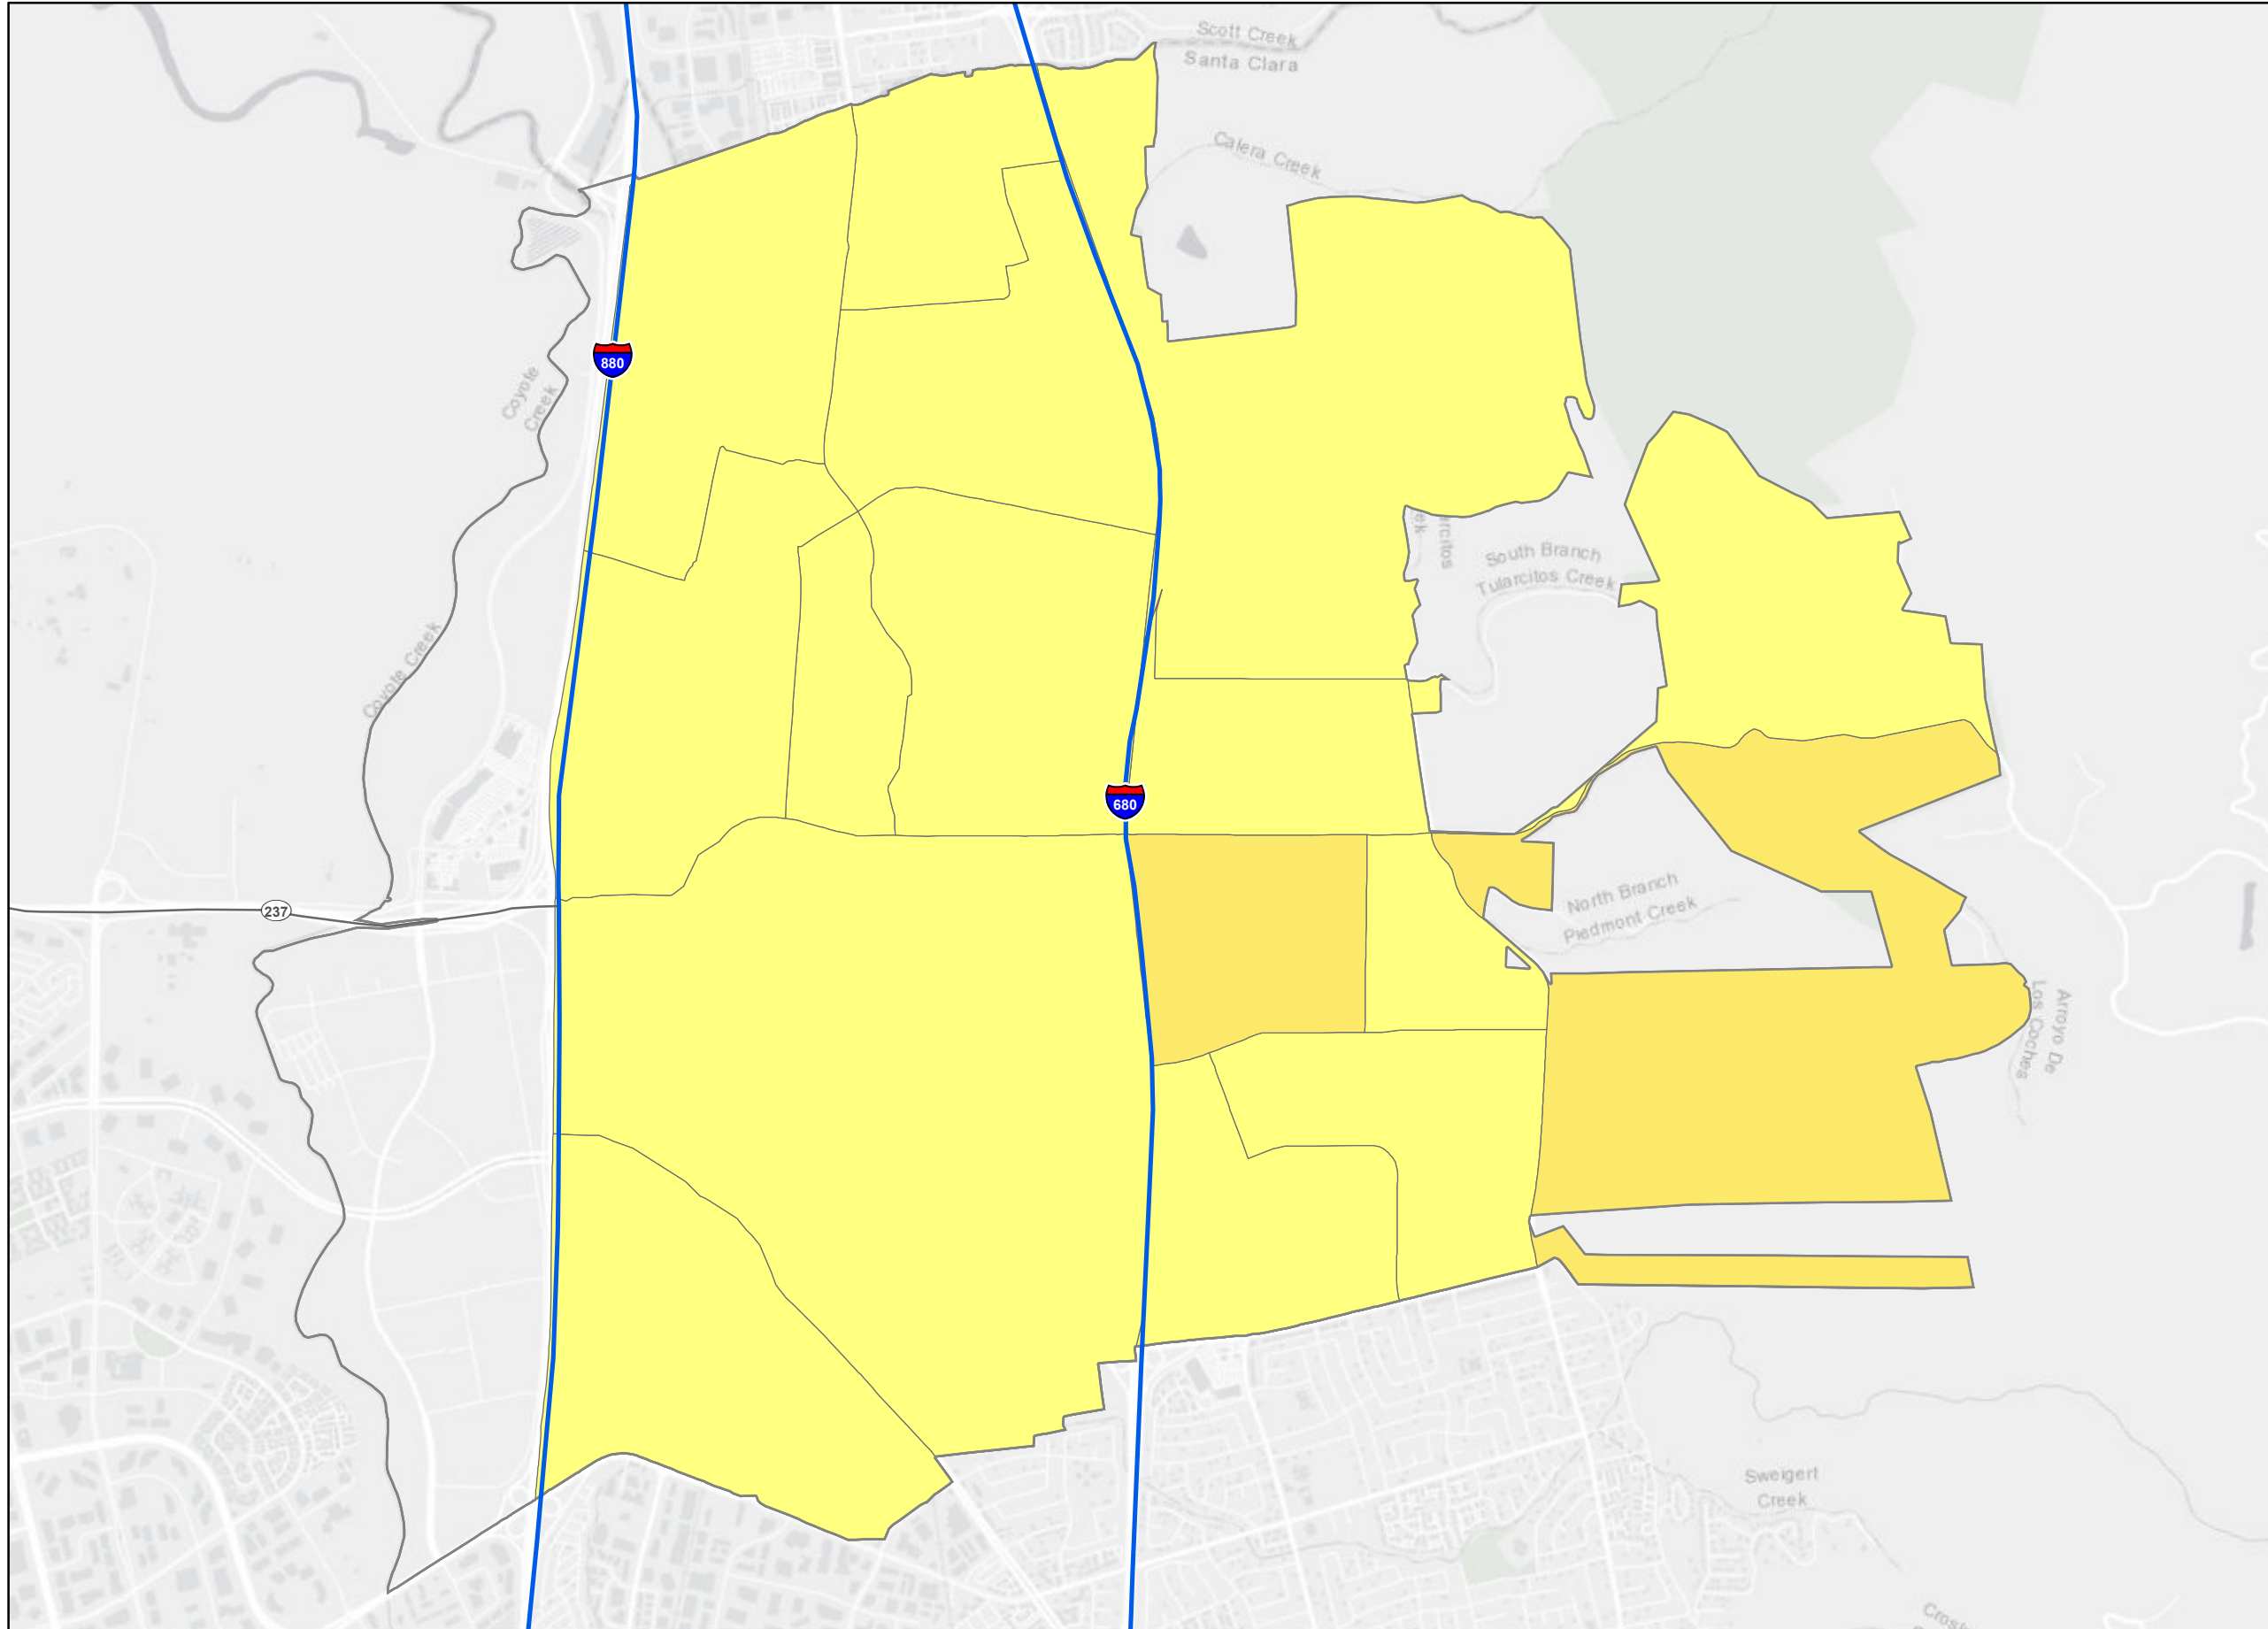 Scott Creek
Santa Clara
Calera Creek
880
Coyote
Creek
South Branch
Tularcitos Creek
Coyote Creek
680
237
North Branch
Piedmont Creek
Arroyo De
Los Coches
Sweigert
Creek